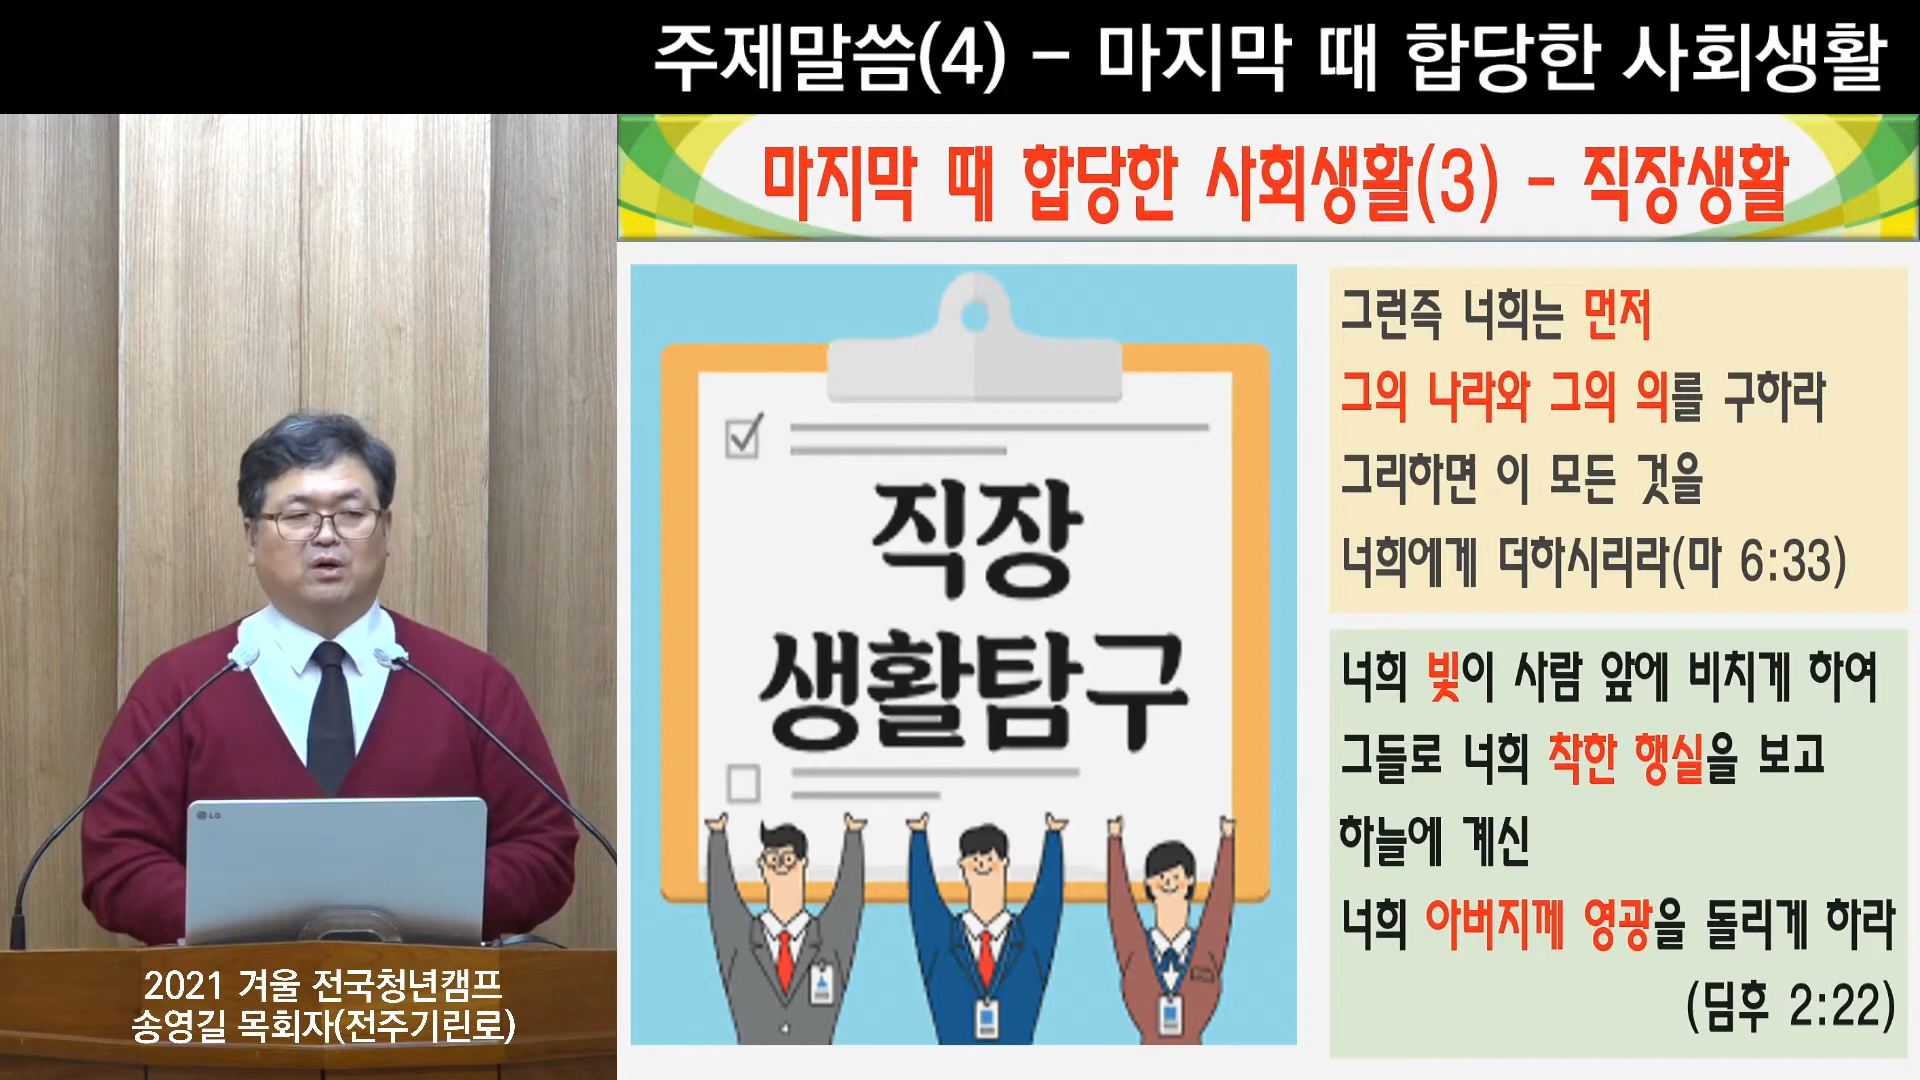 주제말씀(4) - 마지막 때 합당한 사회생활
마지막 때 합당한 사회생활(3) - 직장생활
직장
생활탐구
그런즉 너희는 먼저
그의 나라와 그의 의를 구하라
그리하면 이 모든 것을
너희에게 더하시리라(마 6:33)
너희 빛이 사람 앞에 비치게 하여
그들로 너희 착한 행실을 보고
하늘에 계신
너희 아버지께 영광을 돌리게 하라
(딤후 2:22)
LG
2021 겨울 전국청년캠프
송영길 목회자(전주기린로)